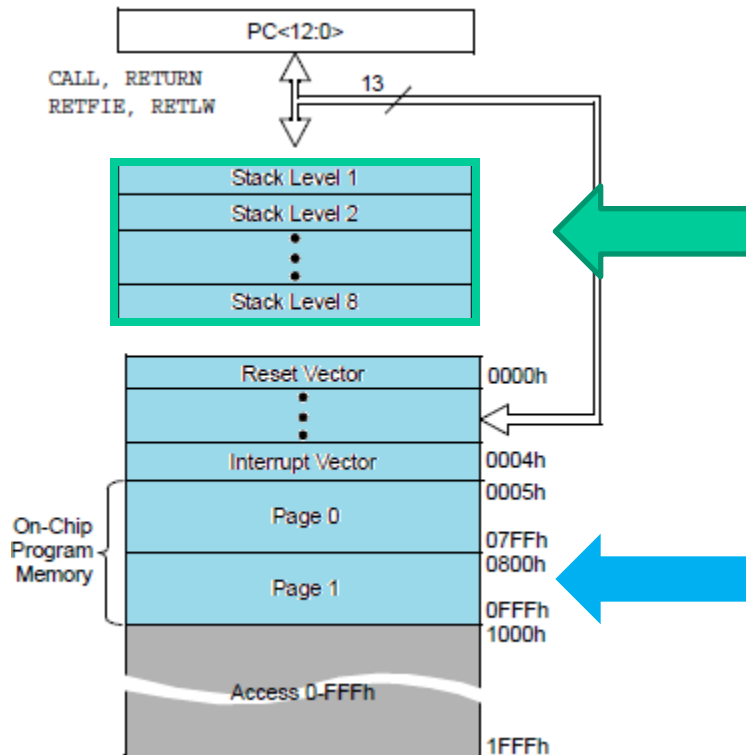 PC<12:0>
CALL, RETURN
RETFIE, RETLW
13
Stack Level 1
Stack Level 2
Stack Level 8
Reset Vector
0000h
Interrupt Vector
0004h
0005h
On-Chip
Program
Memory
Page 0
07FFh
0800h
Page 1
0FFFh
1000h
Access 0-FFFh
1FFFh